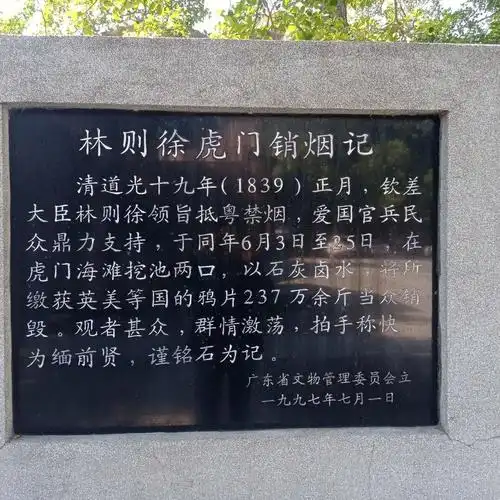 林则徐虎门销烟记
清道光十九年(1839)正月，钦差
大臣林则徐领旨抵粤禁烟，爱国官兵民
众鼎力支持，于同年6月3日至25日，在
虎门海滩挖池两口，以石灰卤水，将所
缴获英美等国的鸦片237万余斤当众销
毁。观者甚众，群情激荡，拍手称快
为缅前贤，谨铭石为记。
广东省文物管理委员会立
一九九七年七月一日